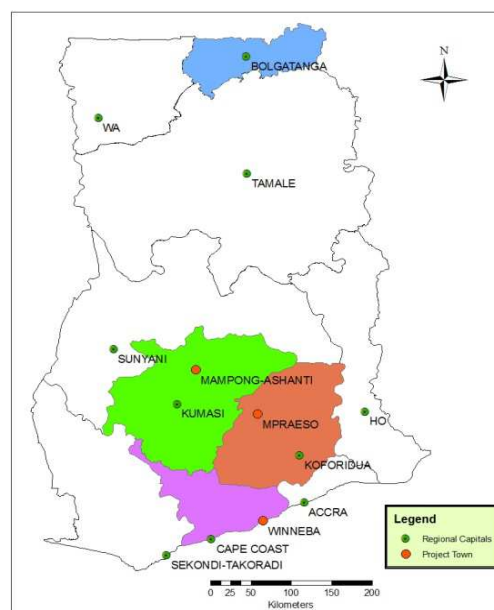 N
BOLGATANGA
WA
TAMALE
SUNYANI
MAMPONG-ASHANTI
KUMASI
MPRAESO
HO
KOFORIDUA
ACCRA
WINNEBA
CAPE COAST
SEKONDI-TAKORADI
Legend
Regional Capitals
Project Town
0 25 50 100 150 200
Kilometers